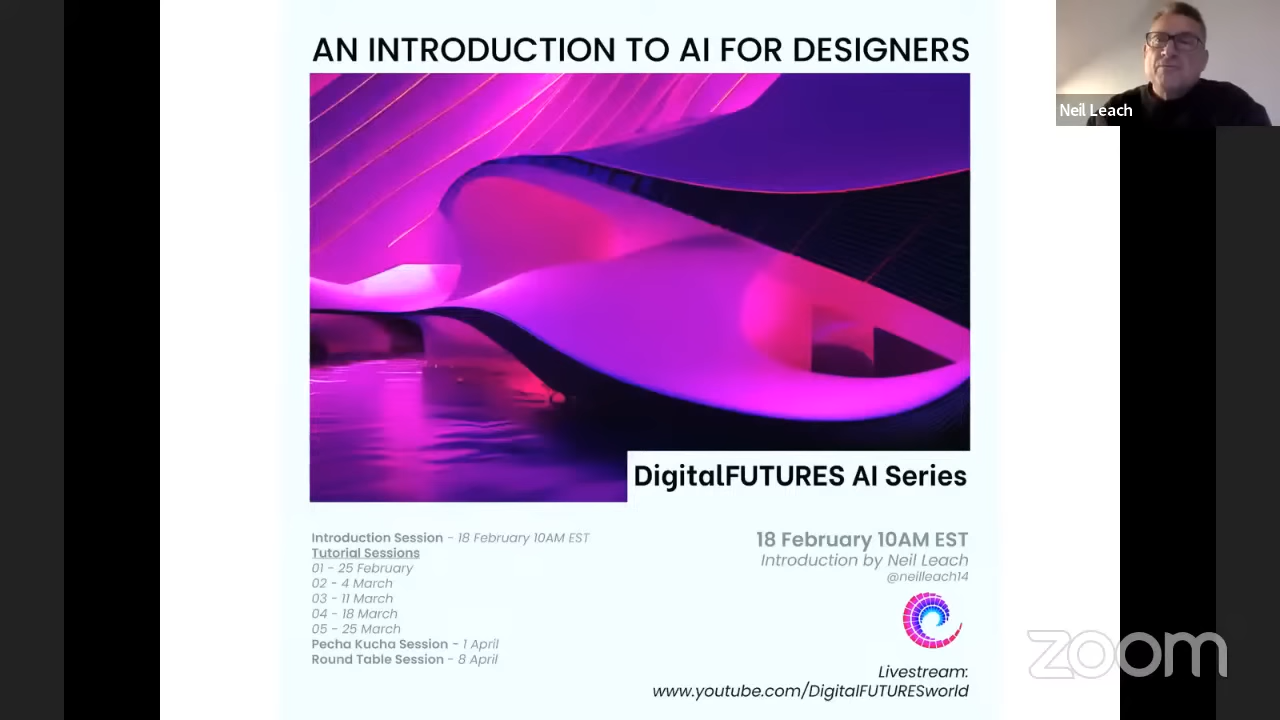 AN INTRODUCTION TO AI FOR DESIGNERS
Neil Leach
DigitalFUTURES AI Series
Introduction Session - 18 February 10AM EST
Tutorial Sessions
01 - 25 February
02 - 4 March
03 - 11 March
04 - 18 March
05 - 25 March
Pecha Kucha Session - 1 April
Round Table Session - 8 April
18 February 10AM EST
Introduction by Neil Leach
@neilleach14
Livestream:
www.youtube.com/DigitalFUTURESworld
zoom